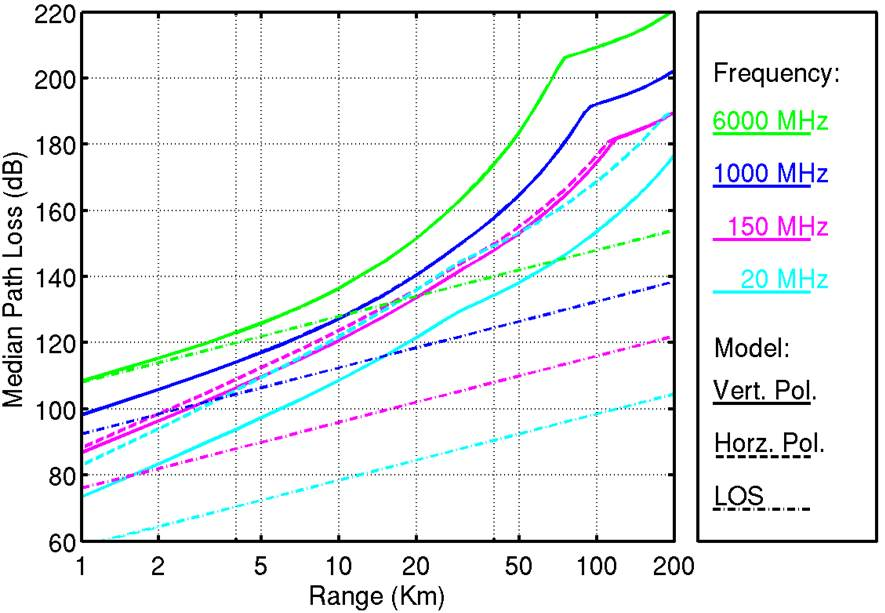 220
200
180
160
140
120
100
80
60
Median Path Loss (dB)
1 2 5 10 20 50 100 200
Range (Km)
Frequency:
6000 MHz
1000 MHz
150 MHz
20 MHz
Model:
Vert. Pol.
Horz. Pol.
LOS